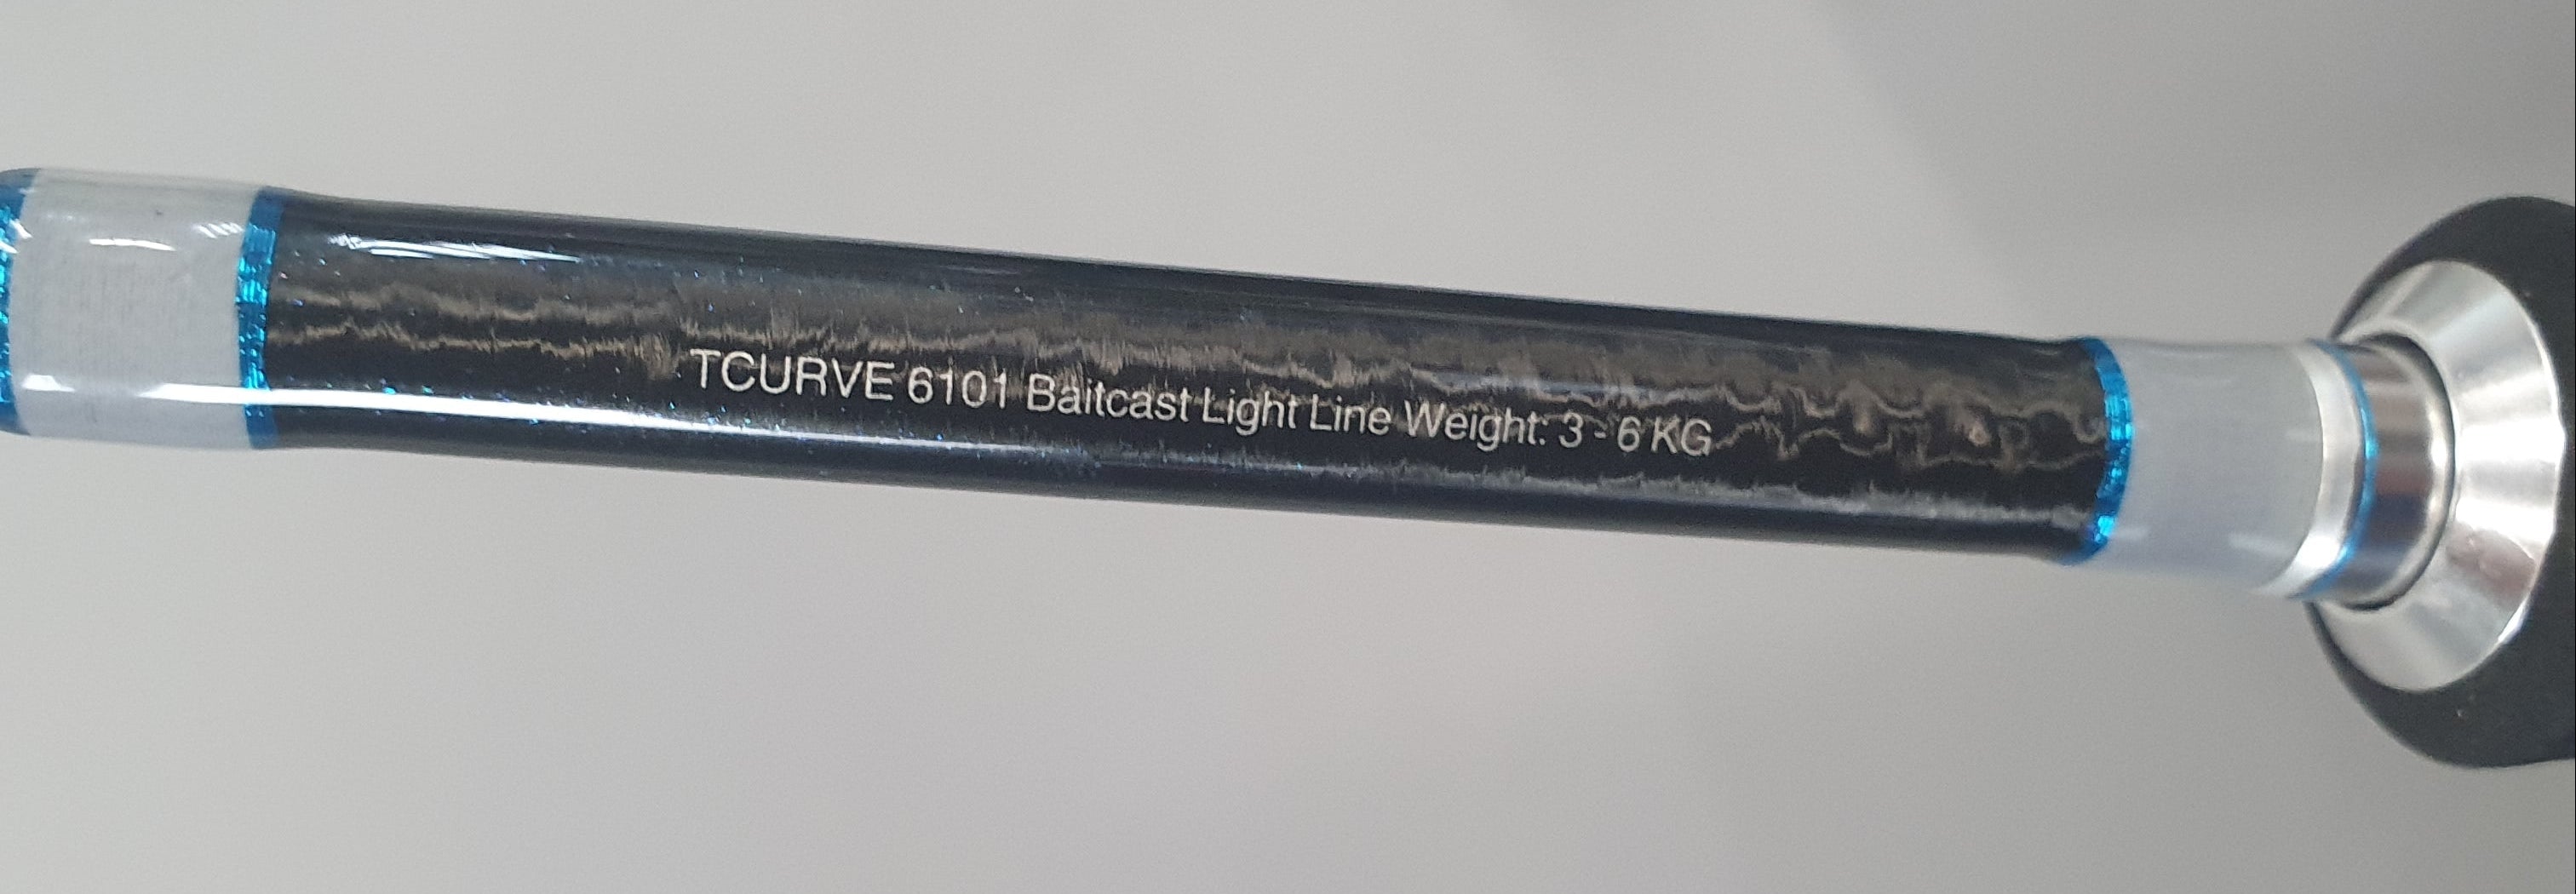 TCURVE 6101 Baitcast Light Line Weight: 3 - 6 KG